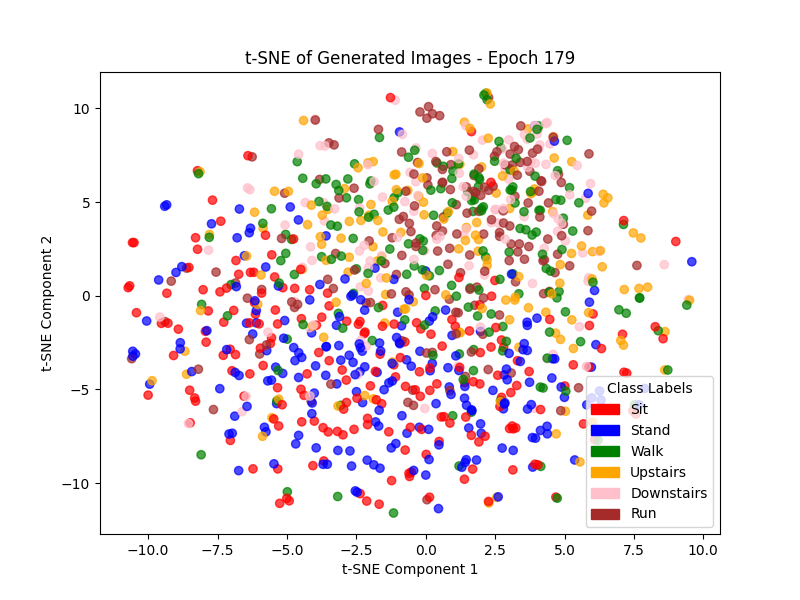 t-SNE of Generated Images - Epoch 179
t-SNE Component 2
10
5
0
−5
−10
Class Labels
Sit
Stand
Walk
Upstairs
Downstairs
Run
−10.0 −7.5 −5.0 −2.5 0.0 2.5 5.0 7.5 10.0
t-SNE Component 1